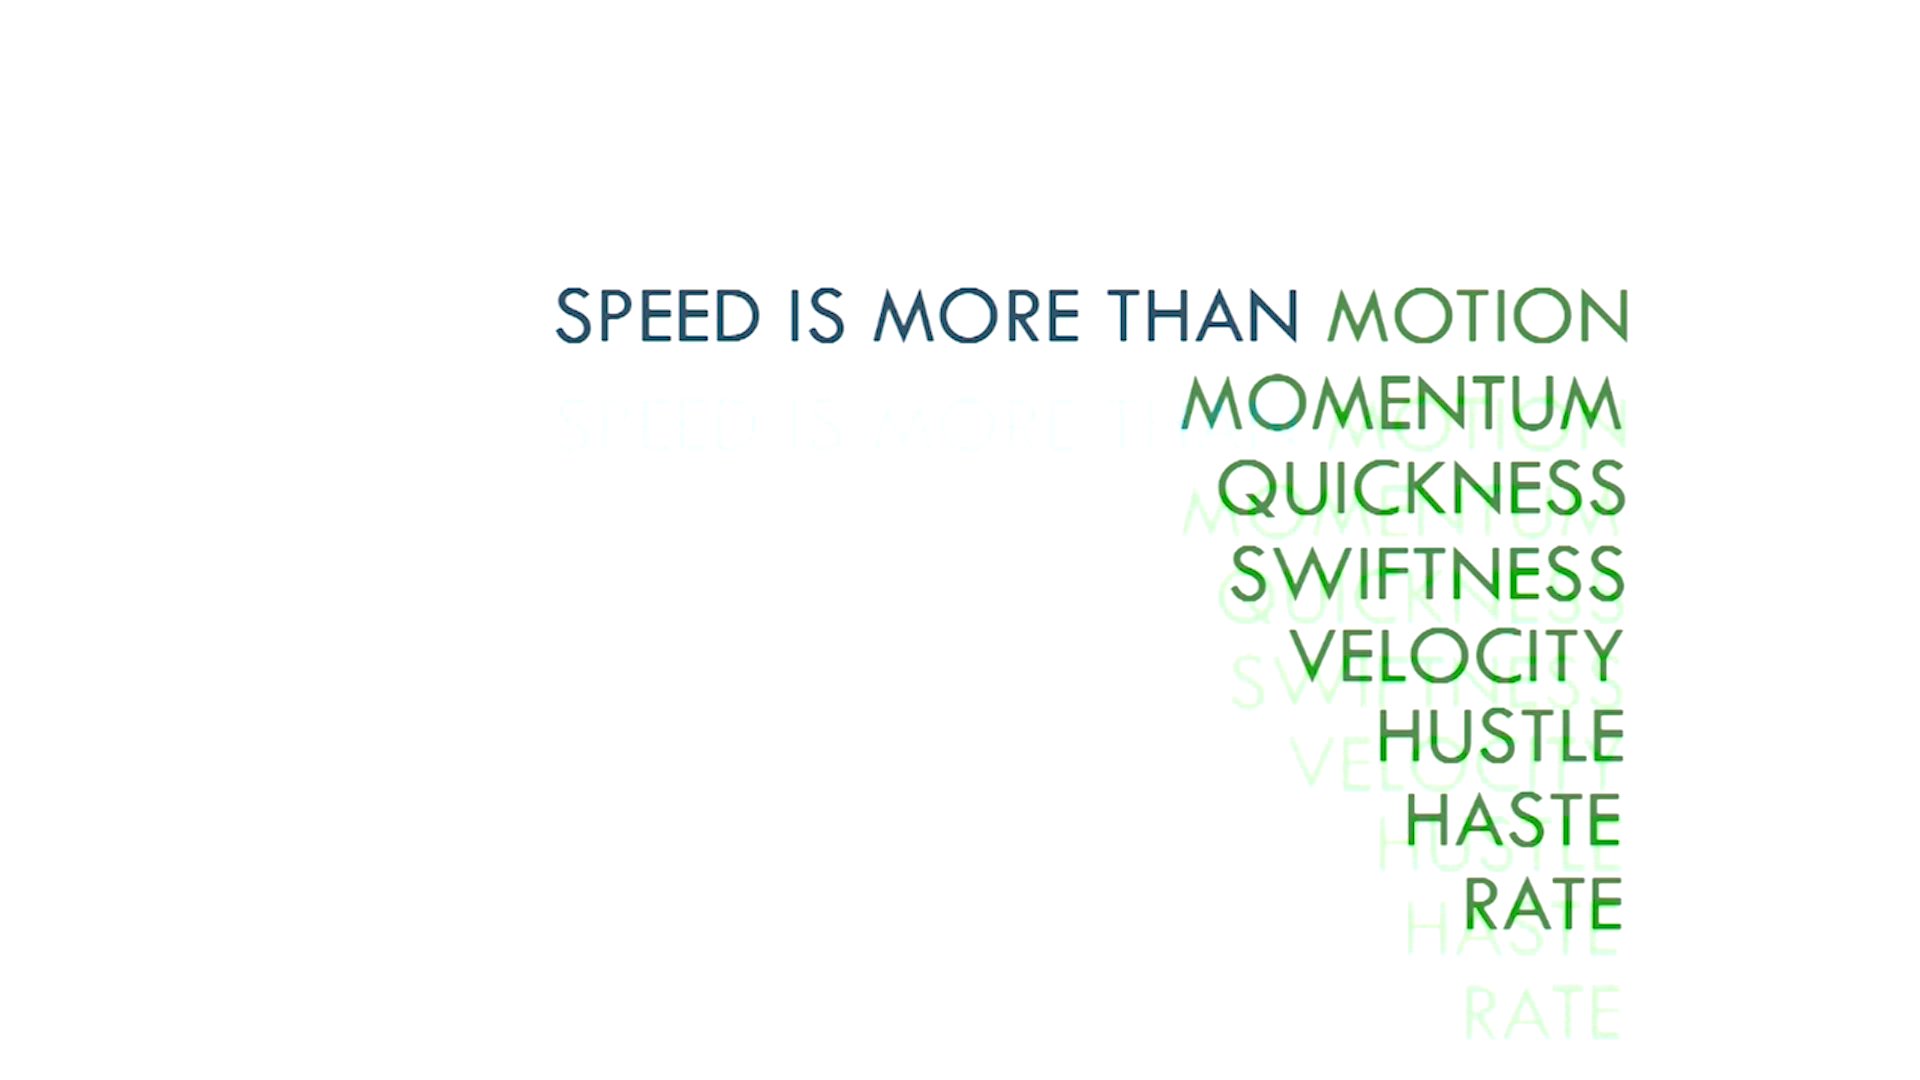 SPEED IS MORE THAN MOTION
MOMENTUM
QUICKNESS
SWIFTNESS
VELOCITY
HUSTLE
HASTE
RATE